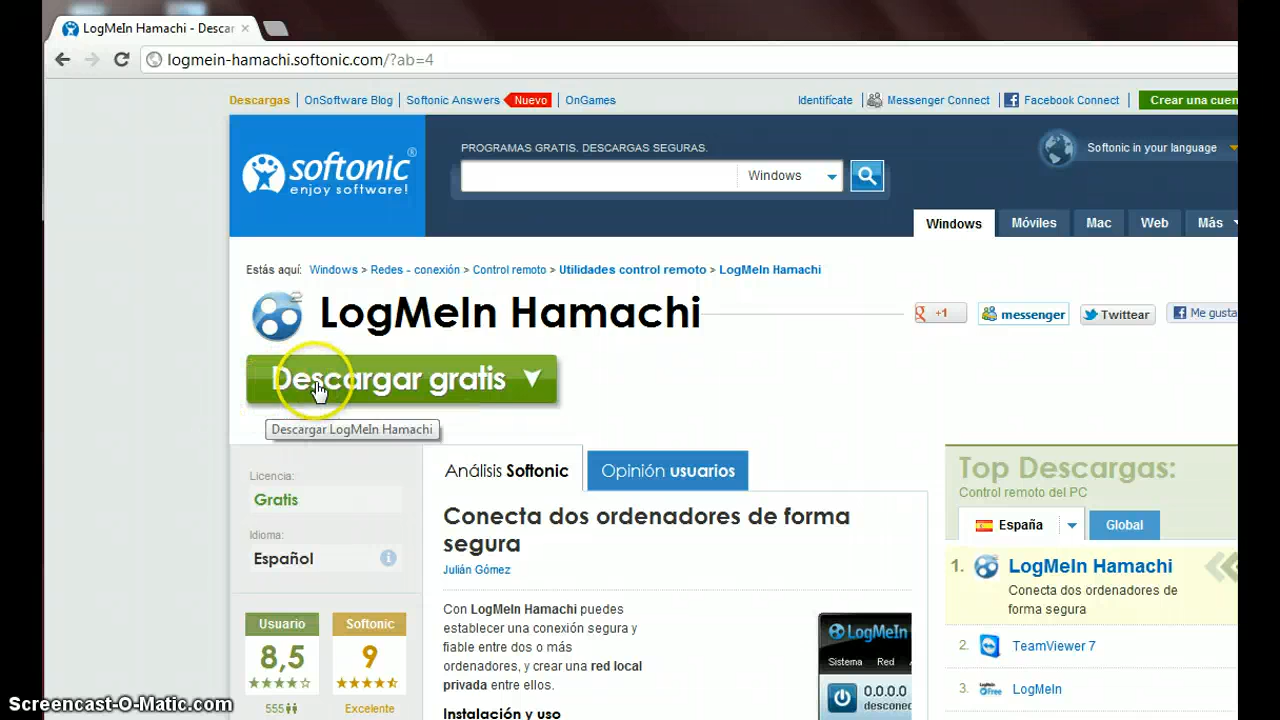 LogMeIn Hamachi - Descar
logmein-hamachi.softonic.com/?ab=4
Descargas OnSoftware Blog Softonic Answers Nuevo OnGames Identifícate Messenger Connect Facebook Connect Crear una cuen
softonic®
enjoy software!
PROGRAMAS GRATIS. DESCARGAS SEGURAS.
Windows
Softonic in your language
Windows Móviles Mac Web Más
Estás aquí: Windows > Redes - conexión > Control remoto > Utilidades control remoto > LogMeIn Hamachi
LogMeIn Hamachi
+1 messenger Twittear Me gusta
Descargar gratis
Descargar LogMeIn Hamachi
Licencia:
Gratis
Idioma:
Español
Usuario
8,5
555
Softonic
9
Excelente
Análisis Softonic Opinión usuarios
Conecta dos ordenadores de forma
segura
Julián Gómez
Con LogMeIn Hamachi puedes
establecer una conexión segura y
fiable entre dos o más
ordenadores, y crear una red local
privada entre ellos.
Instalación y uso
LogMeIn
Sistema Red
0.0.0.0
desconec
Top Descargas:
Control remoto del PC
España Global
1. LogMeIn Hamachi
Conecta dos ordenadores de
forma segura
2. TeamViewer 7
3. LogMeIn
Screencast-O-Matic.com